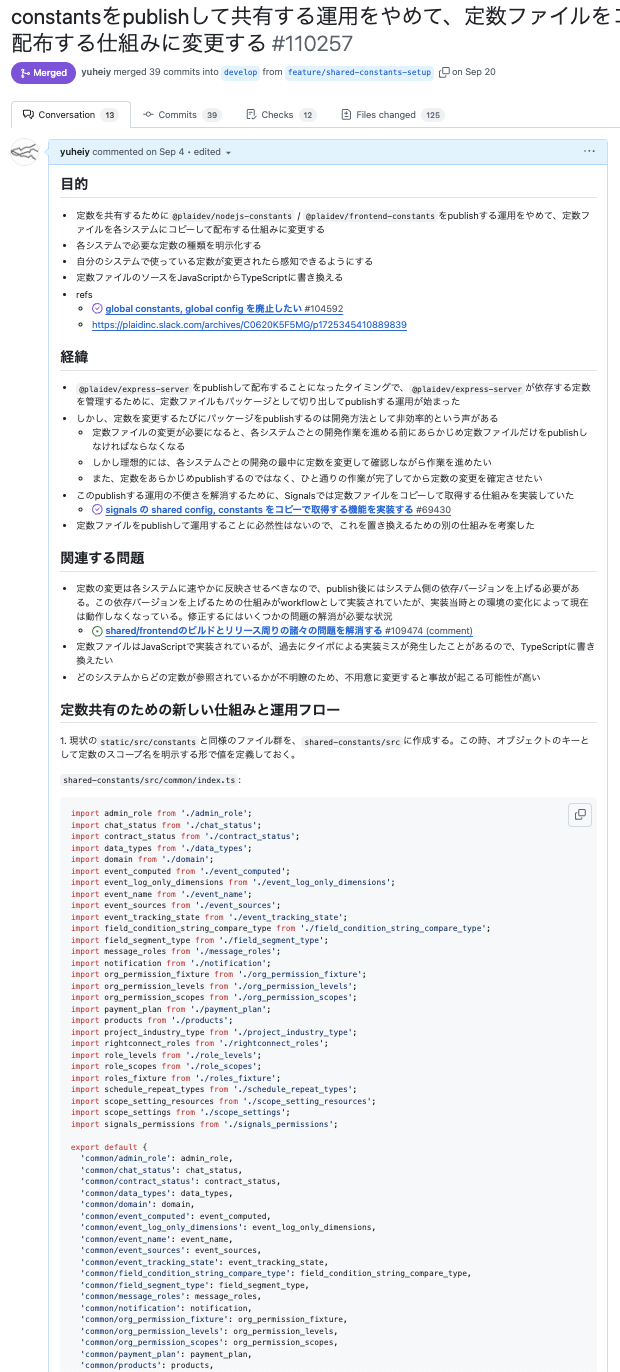 constantsをpublishして共有する運用をやめて、定数ファイルを
配布する仕組みに変更する #110257
Merged yuheiy merged 39 commits into develop from feature/shared-constants-setup on Sep 20
Conversation 13 Commits 39 Checks 12 Files changed 125
yuheiy commented on Sep 4 • edited
目的
定数を共有するために @plaidev/nodejs-constants / @plaidev/frontend-constants をpublishする運用をやめて、定数フ
ァイルを各システムにコピーして配布する仕組みに変更する
各システムで必要な定数の種類を明示化する
自分のシステムで使っている定数が変更されたら感知できるようにする
定数ファイルのソースをJavaScriptからTypeScriptに書き換える
refs
global constants, global config を廃止したい #104592
https://plaidinc.slack.com/archives/C0620K5F5MG/p1725345410889839
経緯
@plaidev/express-server をpublishして配布することになったタイミングで、 @plaidev/express-server が依存する定数
を管理するために、定数ファイルもパッケージとして切り出してpublishする運用が始まった
しかし、定数を変更するたびにパッケージをpublishするのは開発方法として非効率的という声がある
定数ファイルの変更が必要になると、各システムごとの開発作業を進める前にあらかじめ定数ファイルだけをpublishし
なければならなくなる
しかし理想的には、各システムごとの開発の最中に定数を変更して確認しながら作業を進めたい
また、定数をあらかじめpublishするのではなく、ひと通りの作業が完了してから定数の変更を確定させたい
このpublishする運用の不便さを解消するために、Signalsでは定数ファイルをコピーして取得する仕組みを実装していた
signals の shared config, constants をコピーで取得する機能を実装する #69430
定数ファイルをpublishして運用することに必然性はないので、これを置き換えるための別の仕組みを考案した
関連する問題
定数の変更は各システムに速やかに反映させるべきなので、publish後にはシステム側の依存バージョンを上げる必要があ
る。この依存バージョンを上げるための仕組みがworkflowとして実装されていたが、実装当時との環境の変化によって現在
は動作しなくなっている。修正するにはいくつかの問題の解消が必要な状況
shared/frontendのビルドとリリース周りの諸々の問題を解消する #109474 (comment)
定数ファイルはJavaScriptで実装されているが、過去にタイポによる実装ミスが発生したことがあるので、TypeScriptに書き
換えたい
どのシステムからどの定数が参照されているかが不明瞭のため、不用意に変更すると事故が起こる可能性が高い
定数共有のための新しい仕組みと運用フロー
1. 現状の static/src/constants と同様のファイル群を、 shared-constants/src に作成する。この時、オブジェクトのキーと
して定数のスコープ名を明示する形で値を定義しておく。
shared-constants/src/common/index.ts :
import admin_role from './admin_role';
import chat_status from './chat_status';
import contract_status from './contract_status';
import data_types from './data_types';
import domain from './domain';
import event_computed from './event_computed';
import event_log_only_dimensions from './event_log_only_dimensions';
import event_name from './event_name';
import event_sources from './event_sources';
import event_tracking_state from './event_tracking_state';
import field_condition_string_compare_type from './field_condition_string_compare_type';
import field_segment_type from './field_segment_type';
import message_roles from './message_roles';
import notification from './notification';
import org_permission_fixture from './org_permission_fixture';
import org_permission_levels from './org_permission_levels';
import org_permission_scopes from './org_permission_scopes';
import payment_plan from './payment_plan';
import products from './products';
import project_industry_type from './project_industry_type';
import rightconnect_roles from './rightconnect_roles';
import role_levels from './role_levels';
import role_scopes from './role_scopes';
import roles_fixture from './roles_fixture';
import schedule_repeat_types from './schedule_repeat_types';
import scope_setting_resources from './scope_setting_resources';
import scope_settings from './scope_settings';
import signals_permissions from './signals_permissions';
export default {
'common/admin_role': admin_role,
'common/chat_status': chat_status,
'common/contract_status': contract_status,
'common/data_types': data_types,
'common/domain': domain,
'common/event_computed': event_computed,
'common/event_log_only_dimensions': event_log_only_dimensions,
'common/event_name': event_name,
'common/event_sources': event_sources,
'common/event_tracking_state': event_tracking_state,
'common/field_condition_string_compare_type': field_condition_string_compare_type,
'common/field_segment_type': field_segment_type,
'common/message_roles': message_roles,
'common/notification': notification,
'common/org_permission_fixture': org_permission_fixture,
'common/org_permission_levels': org_permission_levels,
'common/org_permission_scopes': org_permission_scopes,
'common/payment_plan': payment_plan,
'common/products': products,